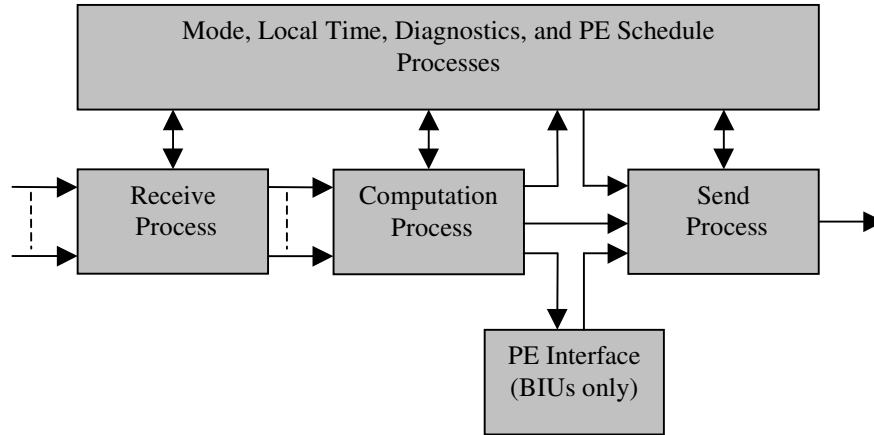 Mode, Local Time, Diagnostics, and PE Schedule
Processes
Receive
Process
Computation
Process
Send
Process
PE Interface
(BIUs only)